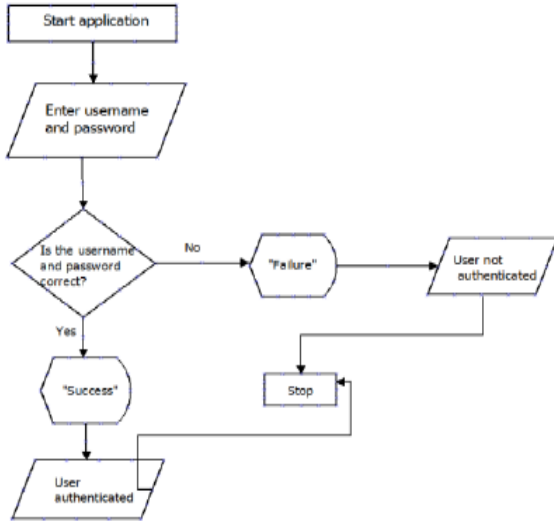 Start application
Enter username
and password
Is the username
and password
correct?
No
"Failure"
User not
authenticated
Yes
"Success"
Stop
User
authenticated